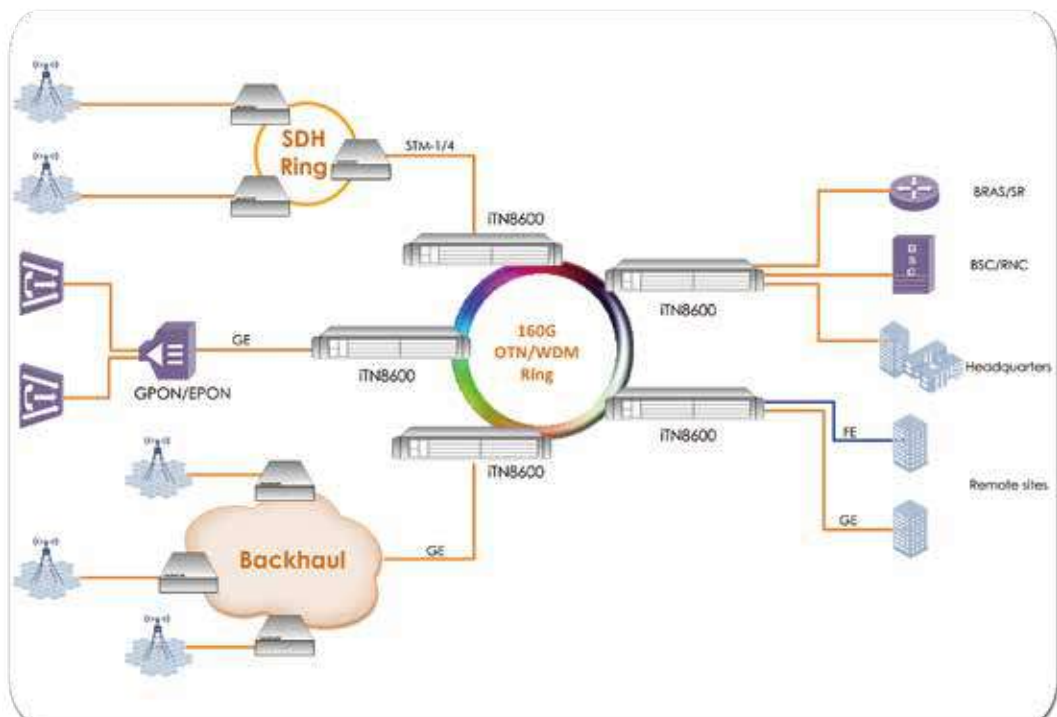 SDH
Ring
STM-1/4
iTN8600
BRAS/SR
BSC
BSC/RNC
iTN8600
160G
OTN/WDM
Ring
GE
iTN8600
GPON/EPON
Headquarters
iTN8600
FE
iTN8600
Remote sites
GE
Backhaul
GE